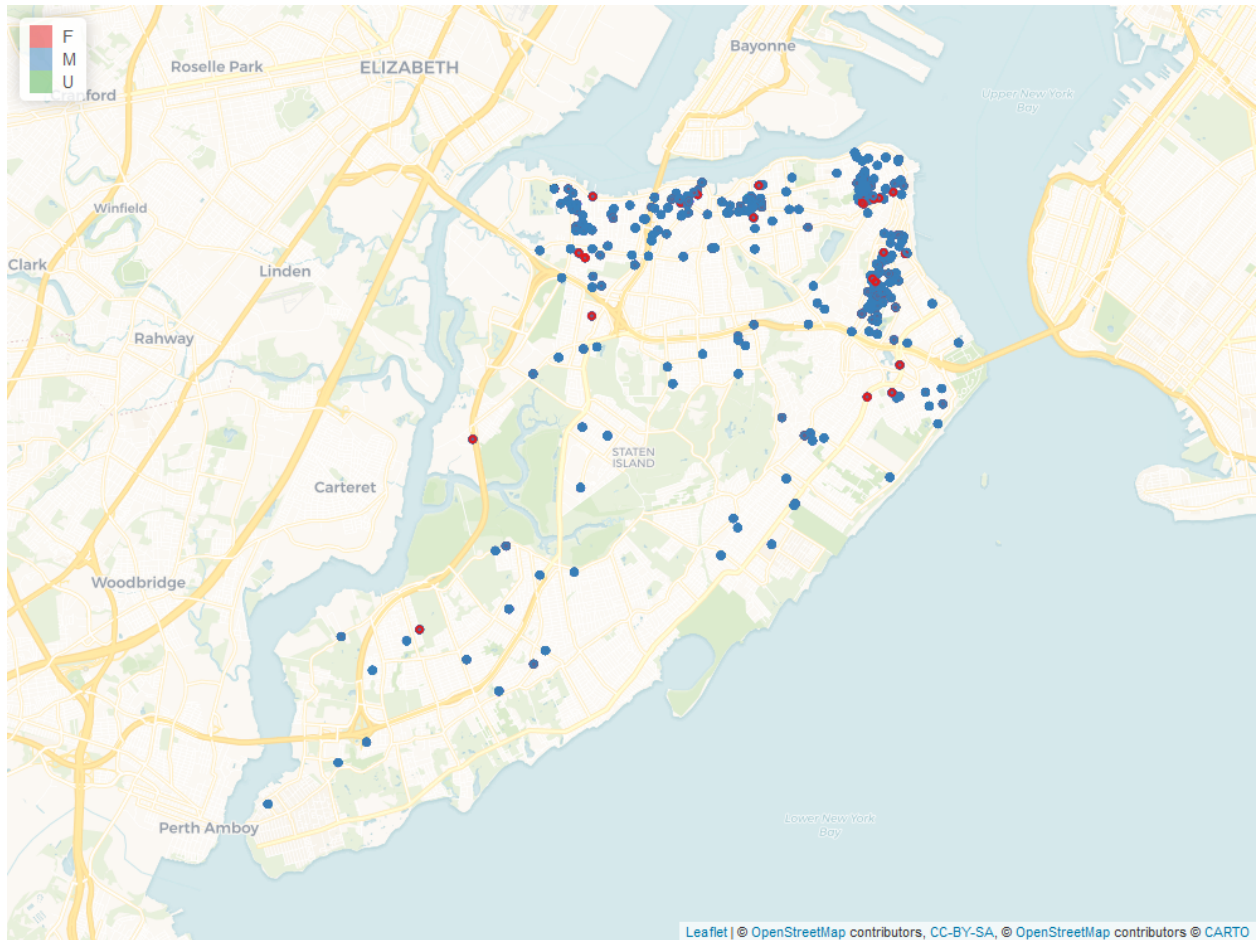 F
M
U
Cranford
Roselle Park
ELIZABETH
Bayonne
Upper New York
Bay
Winfield
Clark
Linden
Rahway
STATEN
ISLAND
Carteret
Woodbridge
Perth Amboy
Lower New York
Bay
Leaflet | © OpenStreetMap contributors, CC-BY-SA, © OpenStreetMap contributors © CARTO